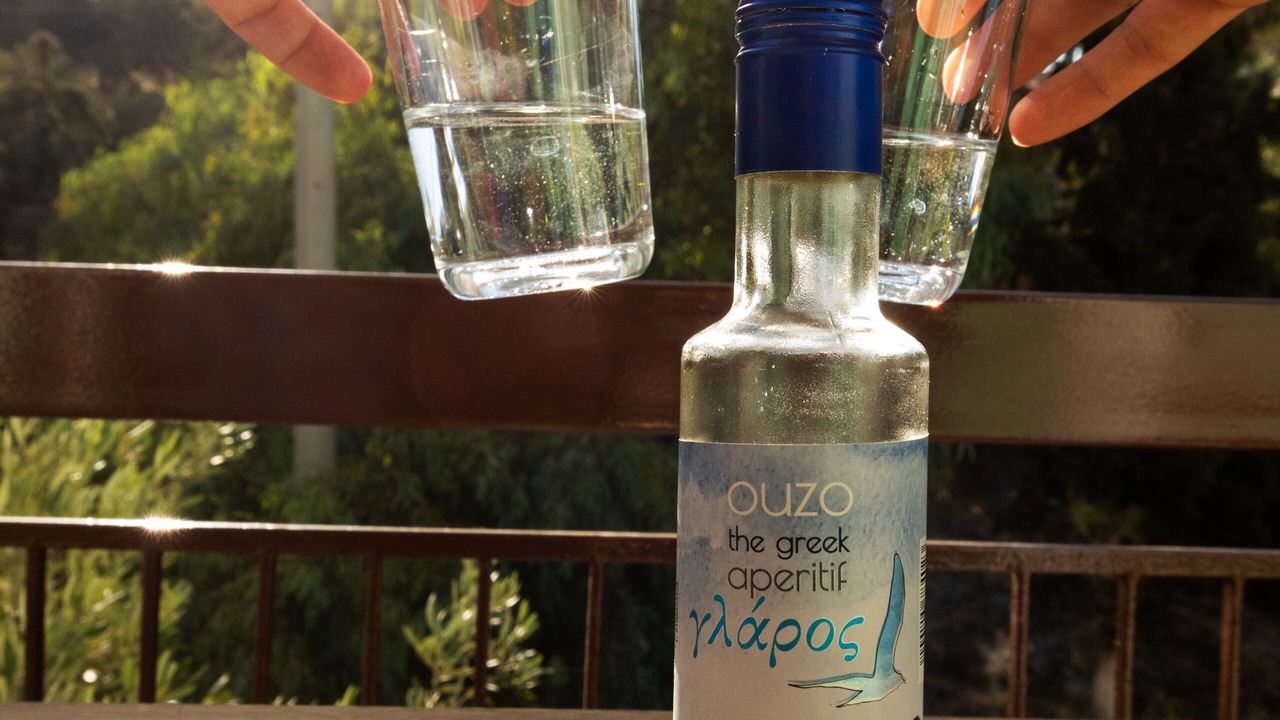 ouzo
the greek
aperitif
γλάρος